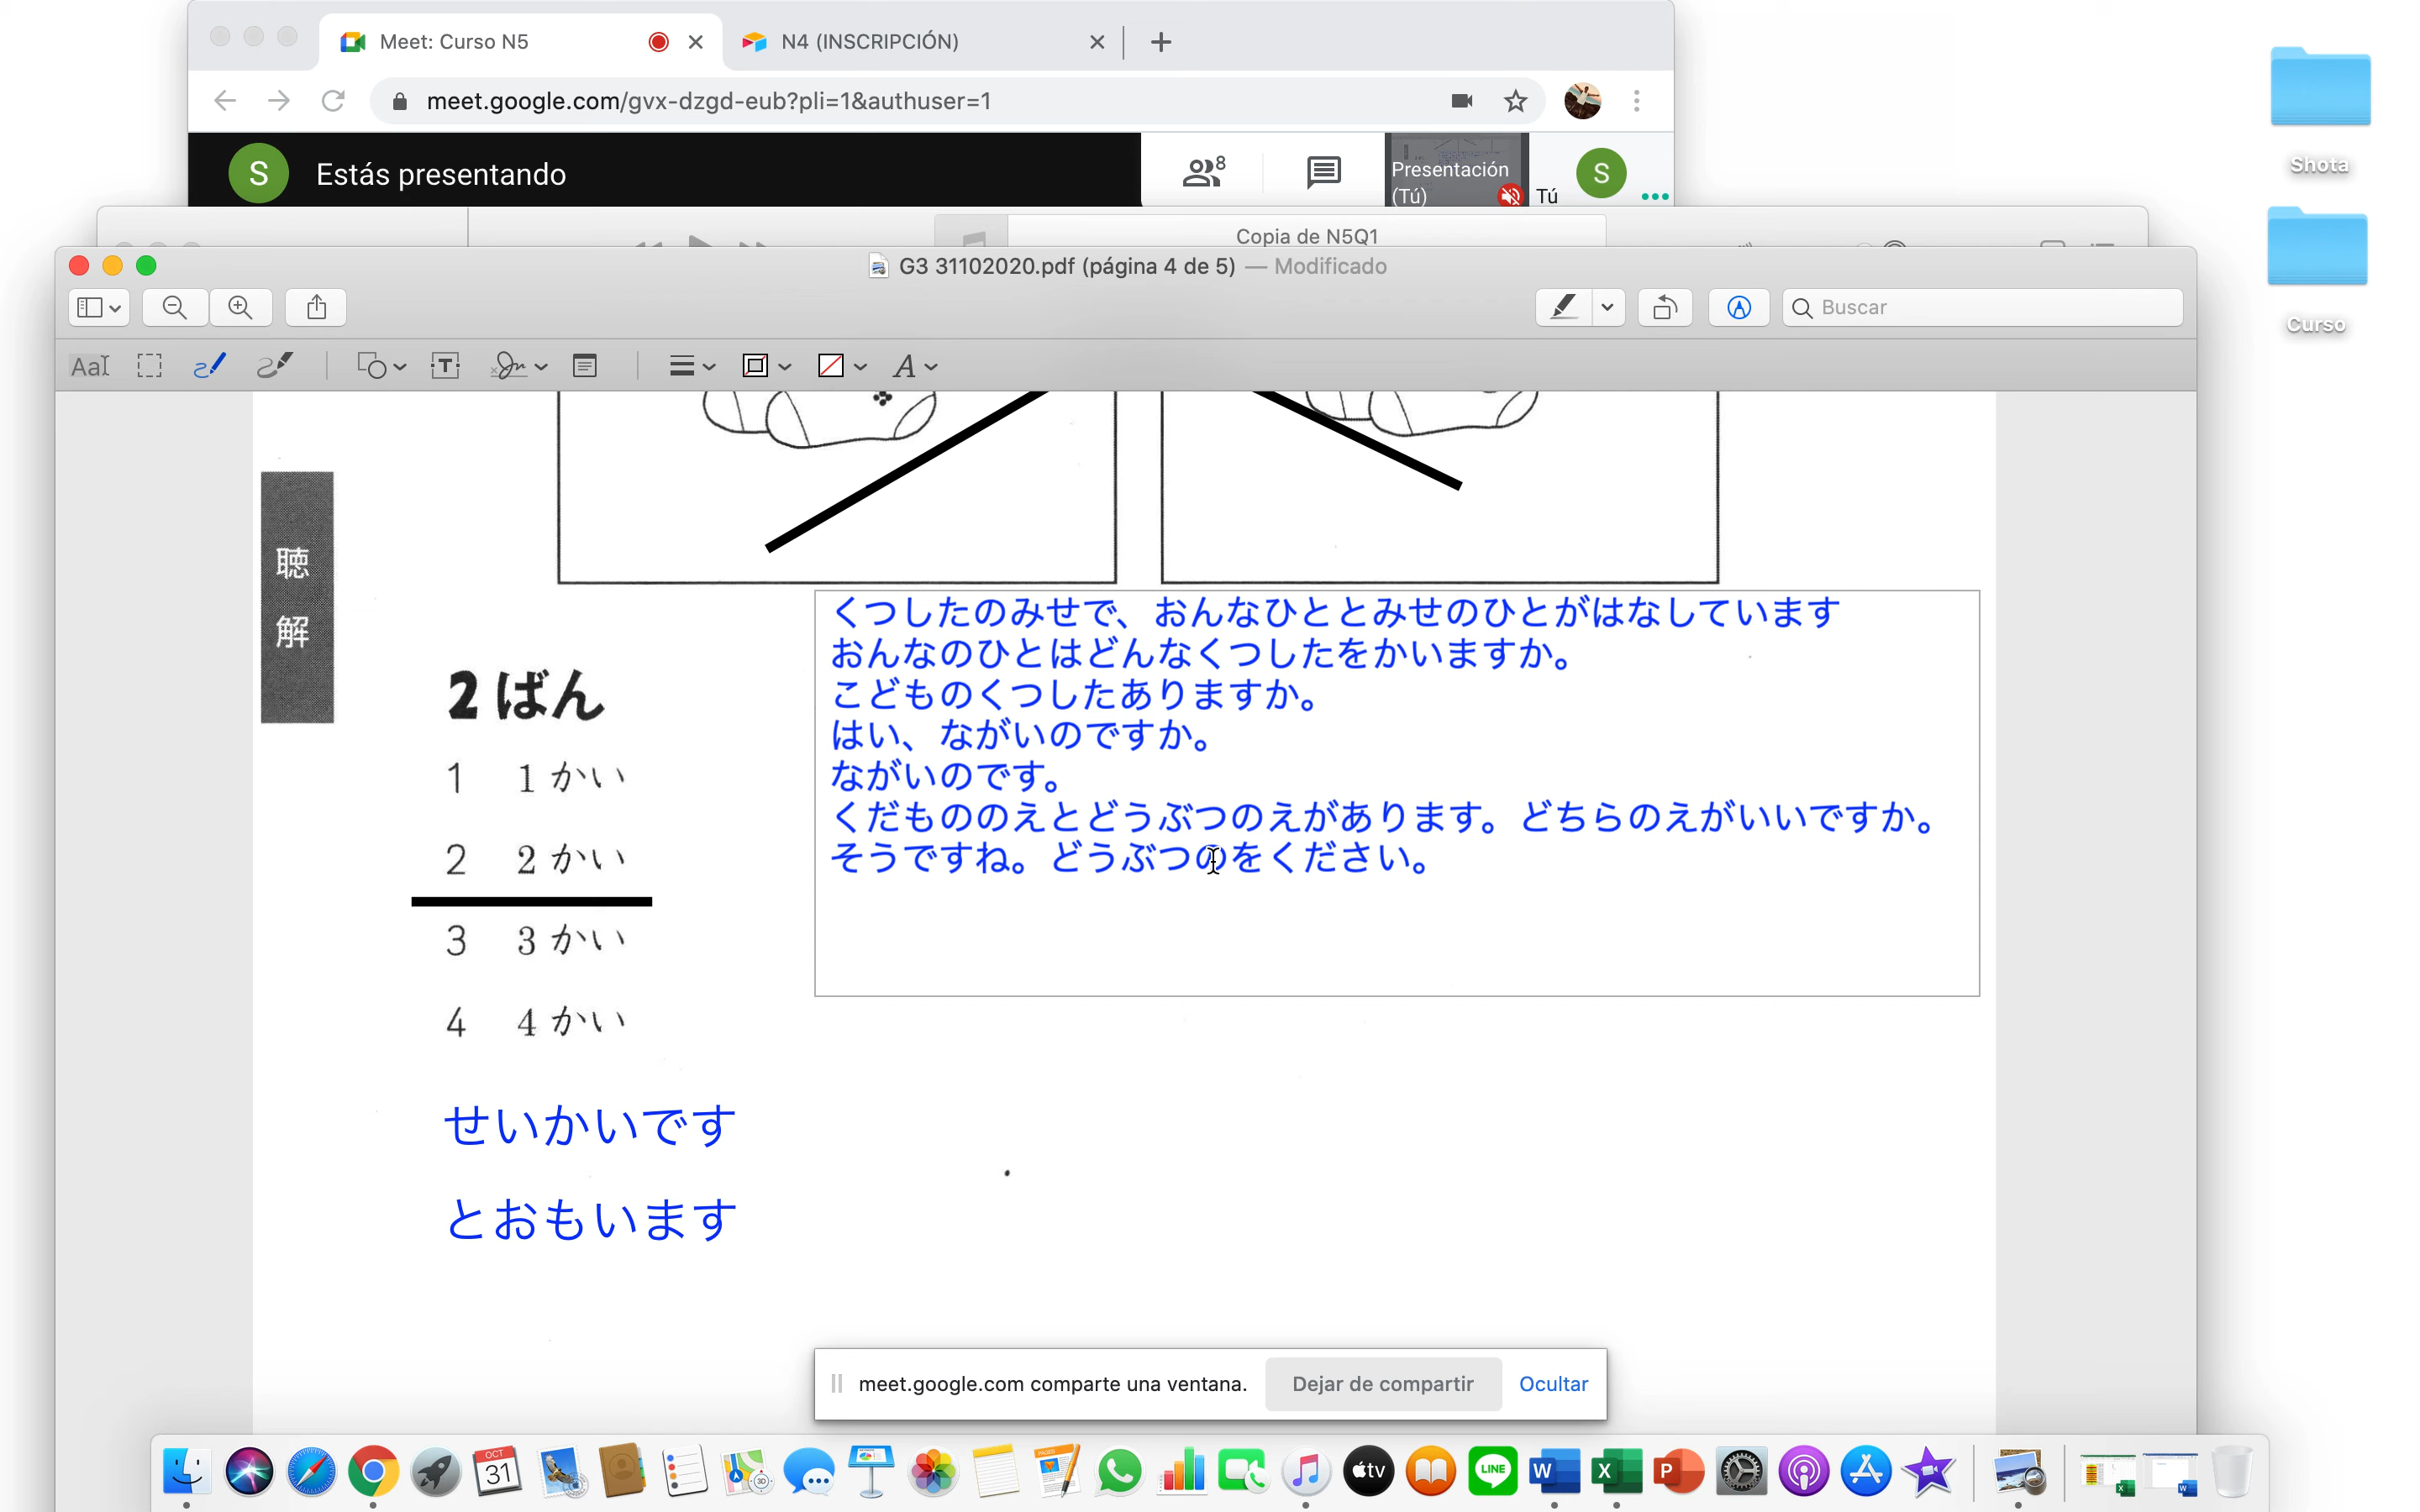 Meet: Curso N5
N4 (INSCRIPCIÓN)
meet.google.com/gvx-dzgd-eub?pli=1&authuser=1
S
Estás presentando
8
Presentación
(Tú)
Tú
S
Shota
Copia de N5Q1
Curso
G3 31102020.pdf (página 4 de 5) — Modificado
Buscar
AaI
T
A
聴解
くつしたのみせで、おんなひととみせのひとがはなしています
おんなのひとはどんなくつしたをかいますか。
こどものくつしたありますか。
はい、ながいのですか。
ながいのです。
くだもののえとどうぶつのえがあります。どちらのえがいいですか。
そうですね。どうぶつのをください。
2ばん
1 1かい
2 2かい
3 3かい
4 4かい
せいかいです
とおもいます
meet.google.com comparte una ventana.
Dejar de compartir
Ocultar
OCT
31
3D
PAGES
tv
LINE
W
X
P
X
W